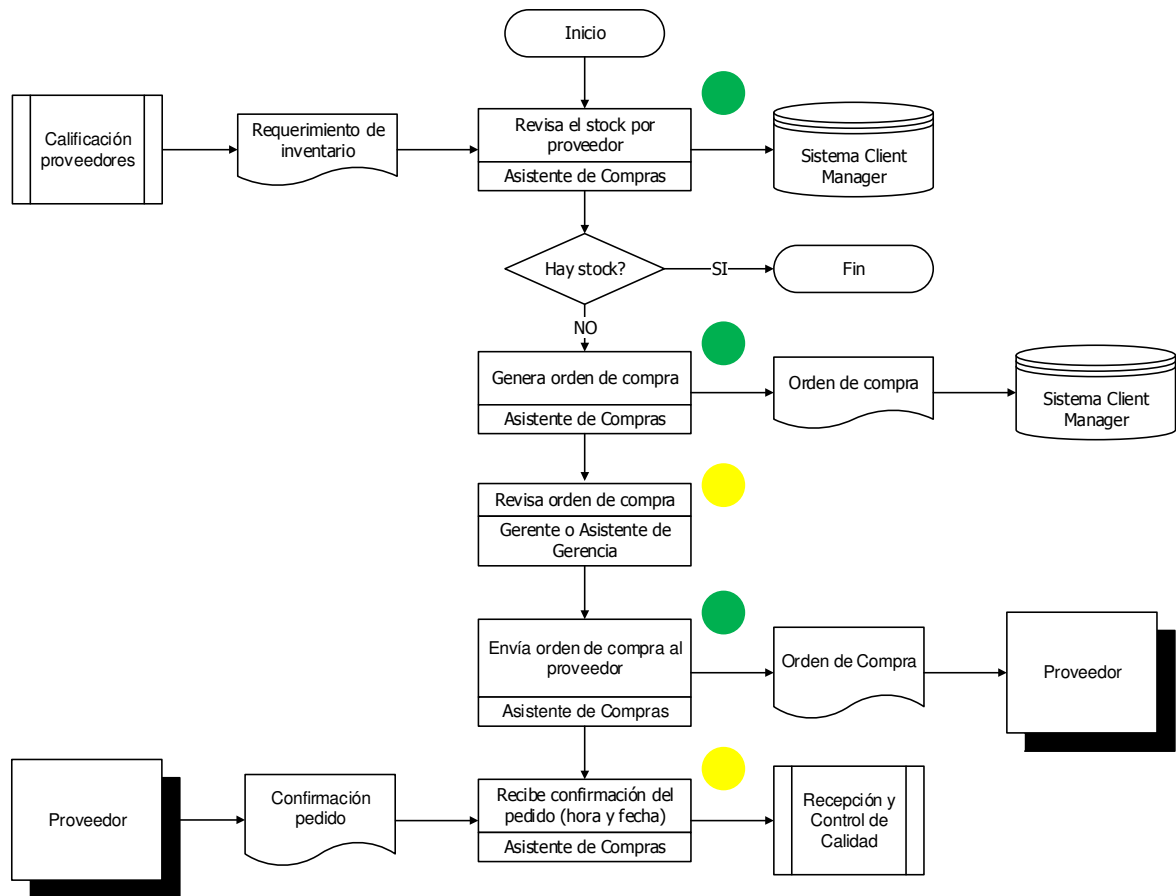 Inicio
Calificación
proveedores
Requerimiento de
inventario
Revisa el stock por
proveedor
Asistente de Compras
Sistema Client
Manager
Hay stock?
SI
Fin
NO
Genera orden de compra
Asistente de Compras
Orden de compra
Sistema Client
Manager
Revisa orden de compra
Gerente o Asistente de
Gerencia
Envía orden de compra al
proveedor
Asistente de Compras
Orden de Compra
Proveedor
Proveedor
Confirmación
pedido
Recibe confirmación del
pedido (hora y fecha)
Asistente de Compras
Recepción y
Control de
Calidad